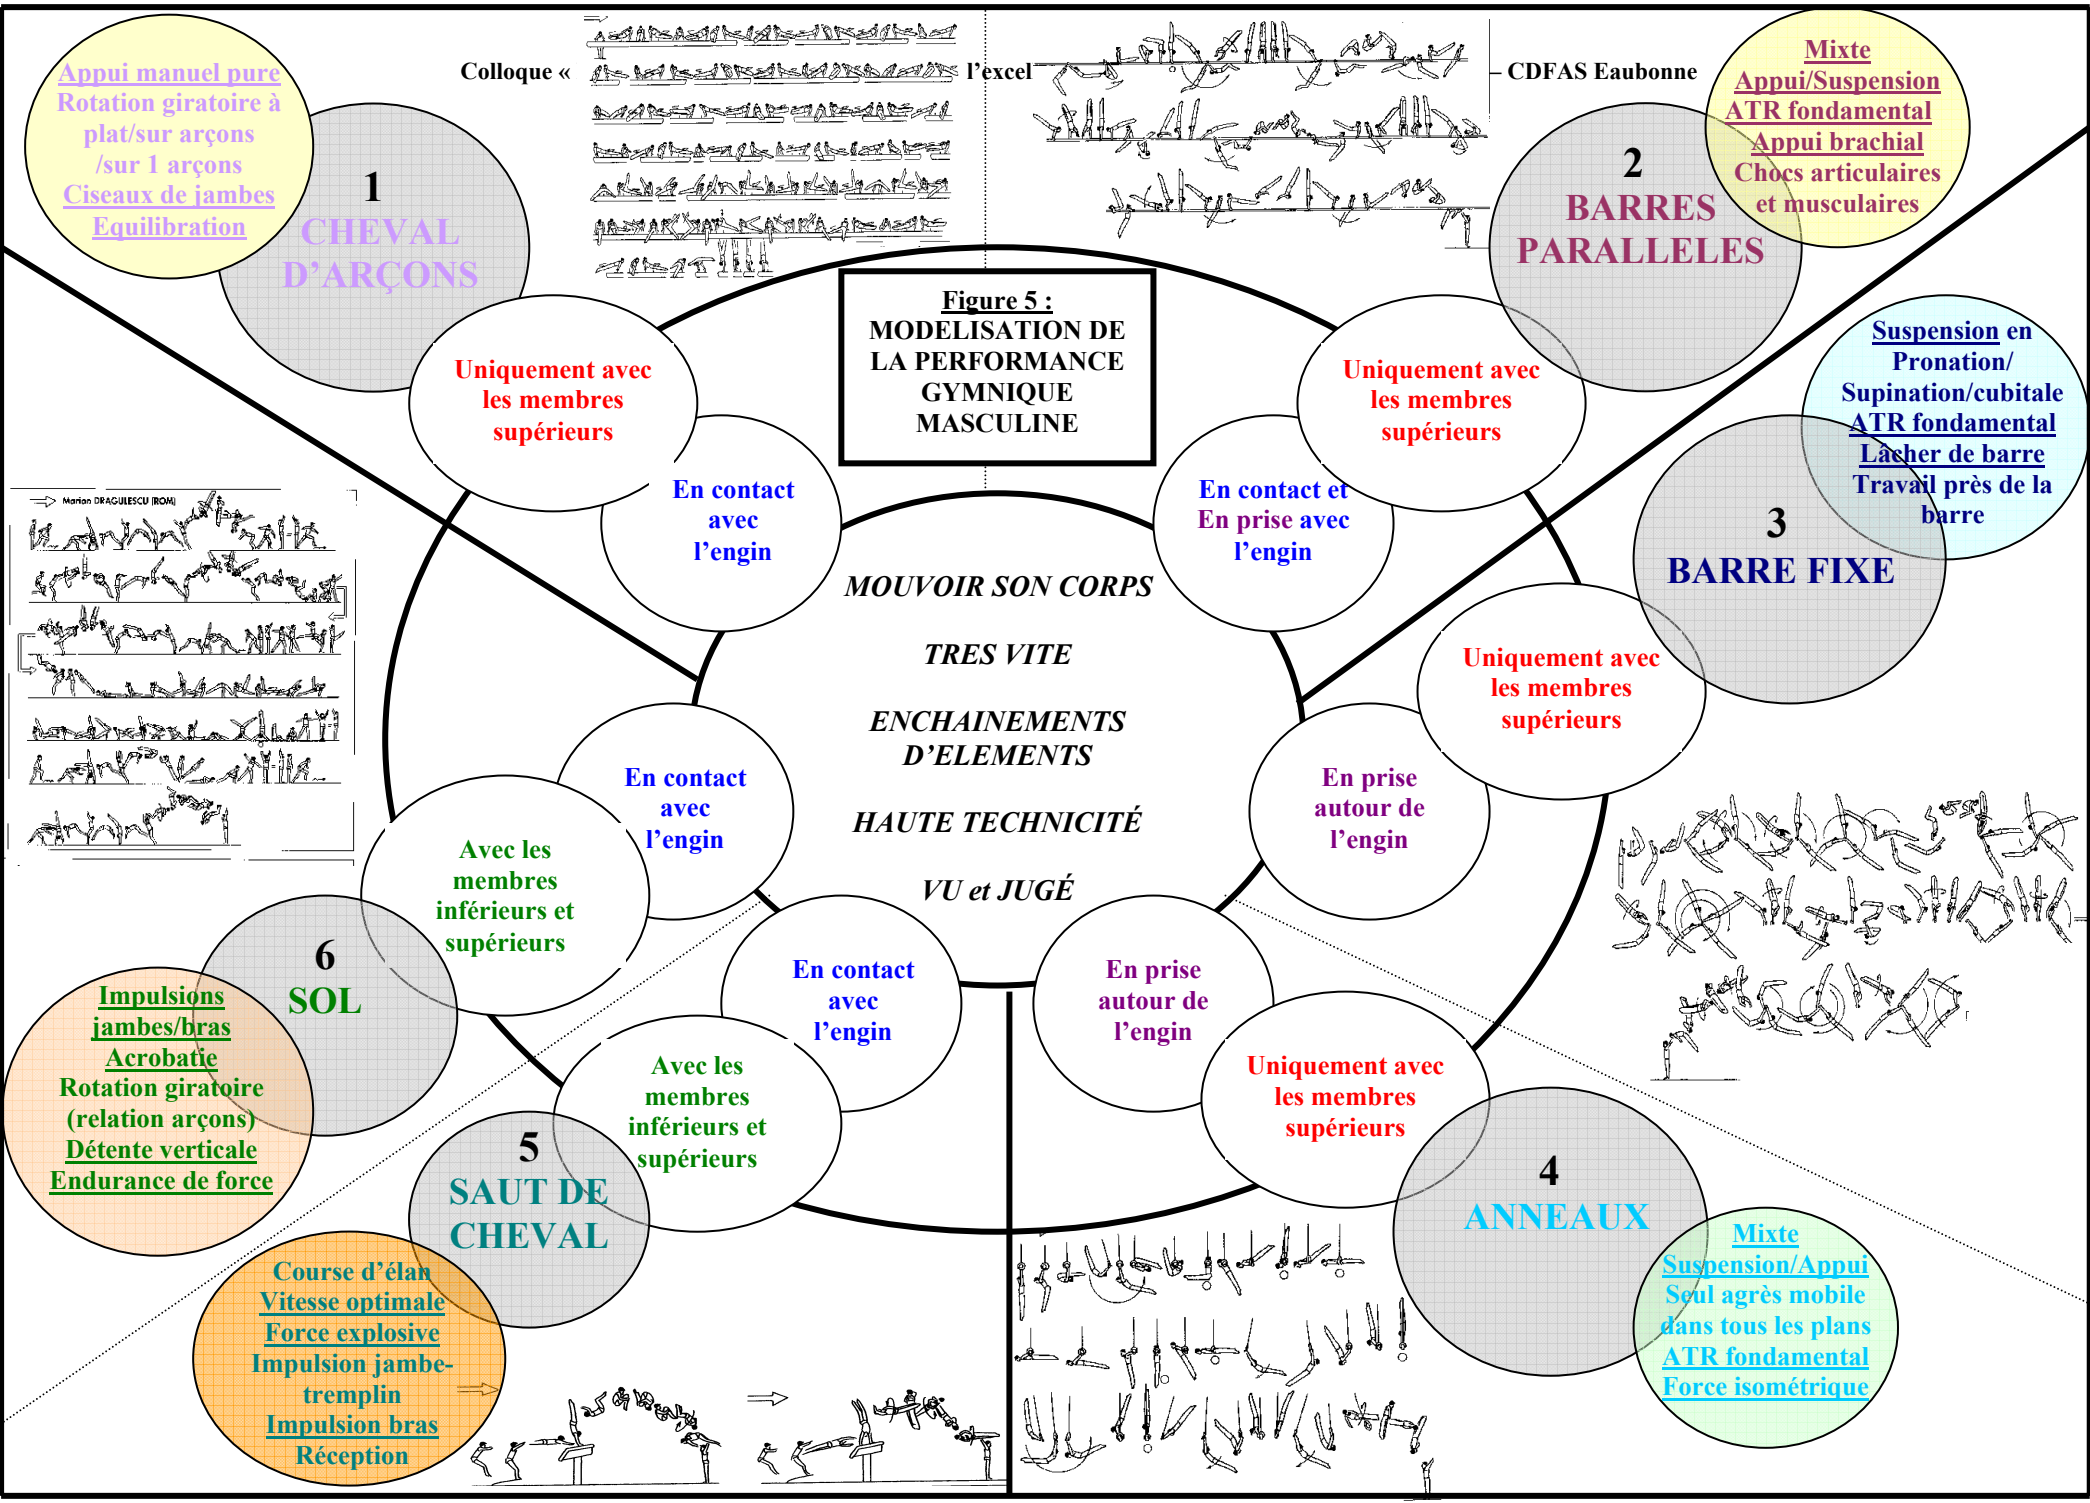 Colloque «
l'excel
CDFAS Eaubonne
Appui manuel pure
Rotation giratoire à
plat/sur arçons
/sur 1 arçons
Ciseaux de jambes
Equilibration
1
CHEVAL
D'ARÇONS
Uniquement avec
les membres
supérieurs
En contact
avec
l'engin
Figure 5 :
MODELISATION DE
LA PERFORMANCE
GYMNIQUE
MASCULINE
Mixte
Appui/Suspension
ATR fondamental
Appui brachial
Chocs articulaires
et musculaires
2
BARRES
PARALLELES
Uniquement avec
les membres
supérieurs
En contact et
En prise avec
l'engin
Suspension en
Pronation/
Supination/cubitale
ATR fondamental
Lâcher de barre
Travail près de la
barre
3
BARRE FIXE
Uniquement avec
les membres
supérieurs
En prise
autour de
l'engin
MOUVOIR SON CORPS
TRES VITE
ENCHAINEMENTS
D'ELEMENTS
HAUTE TECHNICITÉ
VU et JUGÉ
Marian DRAGULESCU (ROM)
En contact
avec
l'engin
Avec les
membres
inférieurs et
supérieurs
6
SOL
Impulsions
jambes/bras
Acrobatie
Rotation giratoire
(relation arçons)
Détente verticale
Endurance de force
En contact
avec
l'engin
Avec les
membres
inférieurs et
supérieurs
5
SAUT DE
CHEVAL
Course d'élan
Vitesse optimale
Force explosive
Impulsion jambe-
tremplin
Impulsion bras
Réception
En prise
autour de
l'engin
Uniquement avec
les membres
supérieurs
4
ANNEAUX
Mixte
Suspension/Appui
Seul agrès mobile
dans tous les plans
ATR fondamental
Force isométrique